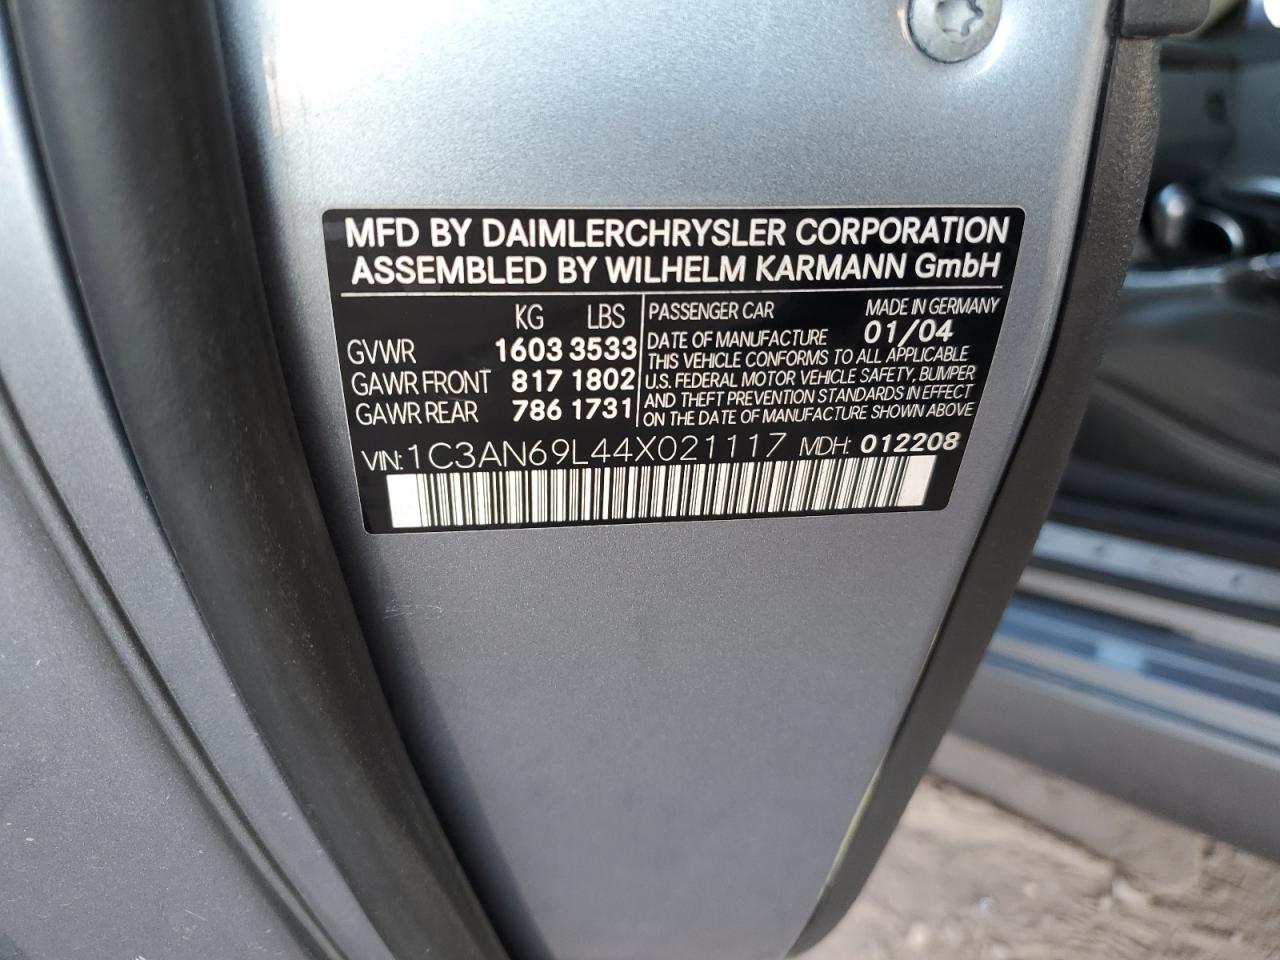 MFD BY DAIMLERCHRYSLER CORPORATION
ASSEMBLED BY WILHELM KARMANN GmbH
KG LBS
GVWR 1603 3533
GAWR FRONT 817 1802
GAWR REAR 786 1731
PASSENGER CAR MADE IN GERMANY
DATE OF MANUFACTURE 01/04
THIS VEHICLE CONFORMS TO ALL APPLICABLE
U.S. FEDERAL MOTOR VEHICLE SAFETY, BUMPER
AND THEFT PREVENTION STANDARDS IN EFFECT
ON THE DATE OF MANUFACTURE SHOWN ABOVE
VIN: 1C3AN69L44X021117 MDH: 012208